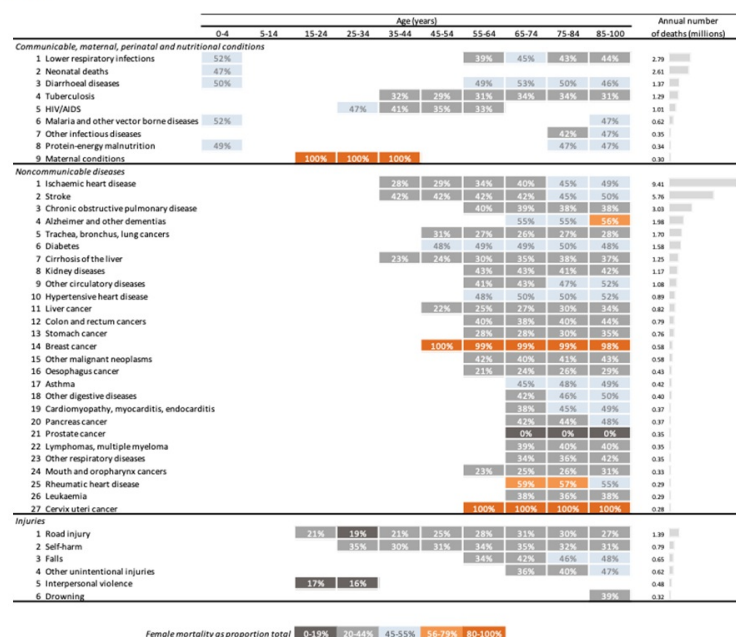 Age (years) Annual number
0-4 5-14 15-24 25-34 35-44 45-54 55-64 65-74 75-84 85-100 of deaths (millions)
Communicable, maternal, perinatal and nutritional conditions
1 Lower respiratory infections 52% 39% 45% 43% 44% 2.79
2 Neonatal deaths 47% 2.61
3 Diarrhoeal diseases 50% 49% 53% 50% 46% 1.37
4 Tuberculosis 32% 29% 31% 34% 34% 31% 1.29
5 HIV/AIDS 47% 41% 35% 33% 1.01
6 Malaria and other vector borne diseases 52% 47% 0.62
7 Other infectious diseases 42% 47% 0.35
8 Protein-energy malnutrition 49% 47% 47% 0.34
9 Maternal conditions 100% 100% 100% 0.30
Noncommunicable diseases
1 Ischaemic heart disease 28% 29% 34% 40% 45% 49% 9.41
2 Stroke 42% 42% 42% 42% 45% 50% 5.76
3 Chronic obstructive pulmonary disease 40% 39% 38% 38% 3.03
4 Alzheimer and other dementias 55% 55% 56% 1.98
5 Trachea, bronchus, lung cancers 31% 27% 26% 27% 28% 1.70
6 Diabetes 48% 49% 49% 50% 48% 1.58
7 Cirrhosis of the liver 23% 24% 30% 35% 38% 37% 1.25
8 Kidney diseases 43% 43% 41% 42% 1.17
9 Other circulatory diseases 41% 43% 47% 52% 1.08
10 Hypertensive heart disease 48% 50% 50% 52% 0.89
11 Liver cancer 22% 25% 27% 30% 34% 0.82
12 Colon and rectum cancers 40% 38% 40% 44% 0.79
13 Stomach cancer 28% 28% 30% 35% 0.76
14 Breast cancer 100% 99% 99% 99% 98% 0.58
15 Other malignant neoplasms 42% 40% 41% 43% 0.58
16 Oesophagus cancer 21% 24% 26% 29% 0.43
17 Asthma 45% 48% 49% 0.42
18 Other digestive diseases 42% 46% 50% 0.40
19 Cardiomyopathy, myocarditis, endocarditis 38% 45% 49% 0.37
20 Pancreas cancer 42% 44% 48% 0.37
21 Prostate cancer 0% 0% 0% 0.35
22 Lymphomas, multiple myeloma 39% 40% 40% 0.35
23 Other respiratory diseases 34% 36% 42% 0.35
24 Mouth and oropharynx cancers 23% 25% 26% 31% 0.33
25 Rheumatic heart disease 59% 57% 55% 0.29
26 Leukaemia 38% 36% 38% 0.29
27 Cervix uteri cancer 100% 100% 100% 100% 0.28
Injuries
1 Road injury 21% 19% 21% 25% 28% 31% 30% 27% 1.39
2 Self-harm 35% 30% 31% 34% 35% 32% 31% 0.79
3 Falls 34% 42% 46% 48% 0.65
4 Other unintentional injuries 36% 40% 47% 0.62
5 Interpersonal violence 17% 16% 0.48
6 Drowning 39% 0.32
Female mortality as proportion total 0-19% 20-44% 45-55% 56-79% 80-100%